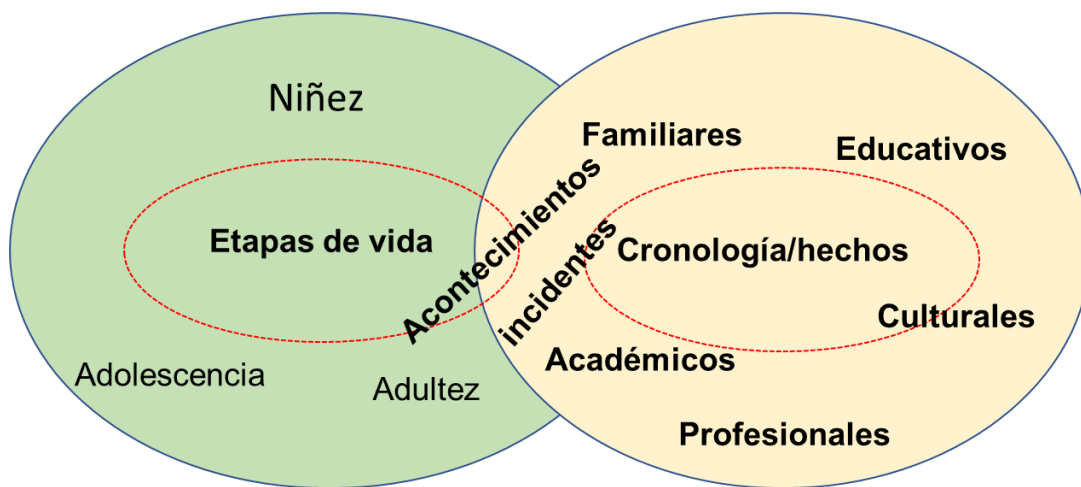 Niñez
Etapas de vida
Adolescencia
Adultez
Acontecimientos
incidentes
Familiares
Educativos
Cronología/hechos
Culturales
Académicos
Profesionales